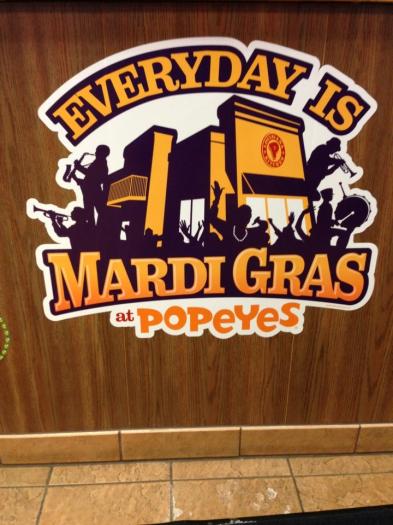 EVERYDAY IS
MARDI GRAS
at POPEYES